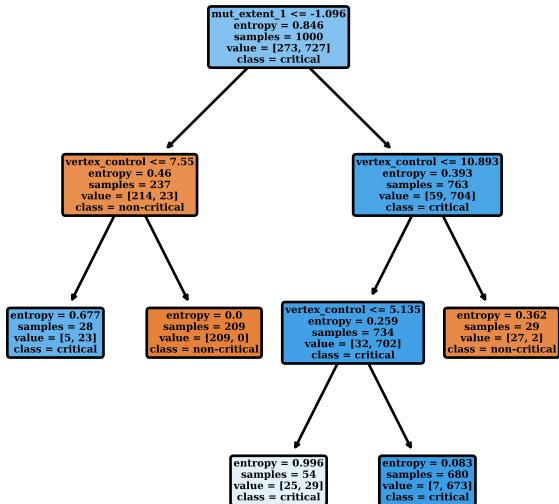 mut_extent_1 <= -1.096
entropy = 0.846
samples = 1000
value = [273, 727]
class = critical
vertex_control <= 7.55
entropy = 0.46
samples = 237
value = [214, 23]
class = non-critical
vertex_control <= 10.893
entropy = 0.393
samples = 763
value = [59, 704]
class = critical
entropy = 0.677
samples = 28
value = [5, 23]
class = critical
entropy = 0.0
samples = 209
value = [209, 0]
class = non-critical
vertex_control <= 5.135
entropy = 0.259
samples = 734
value = [32, 702]
class = critical
entropy = 0.362
samples = 29
value = [27, 2]
class = non-critical
entropy = 0.996
samples = 54
value = [25, 29]
class = critical
entropy = 0.083
samples = 680
value = [7, 673]
class = critical